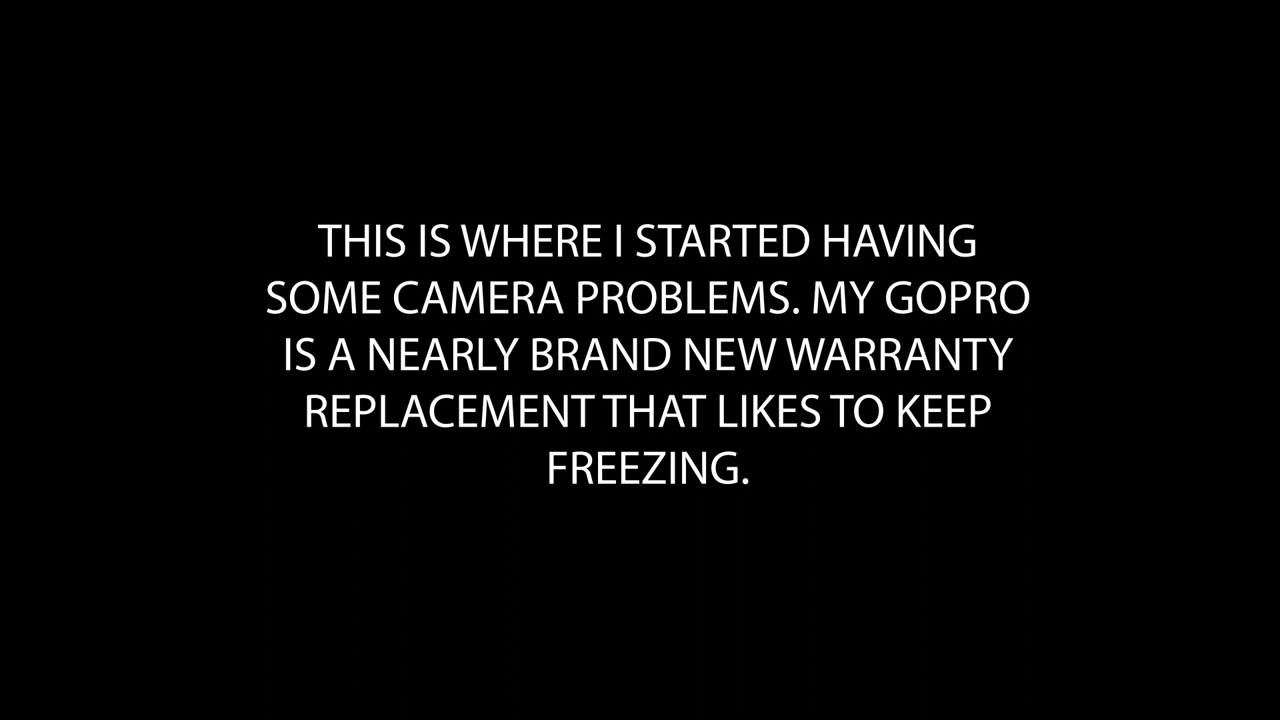 THIS IS WHERE I STARTED HAVING
SOME CAMERA PROBLEMS. MY GOPRO
IS A NEARLY BRAND NEW WARRANTY
REPLACEMENT THAT LIKES TO KEEP
FREEZING.